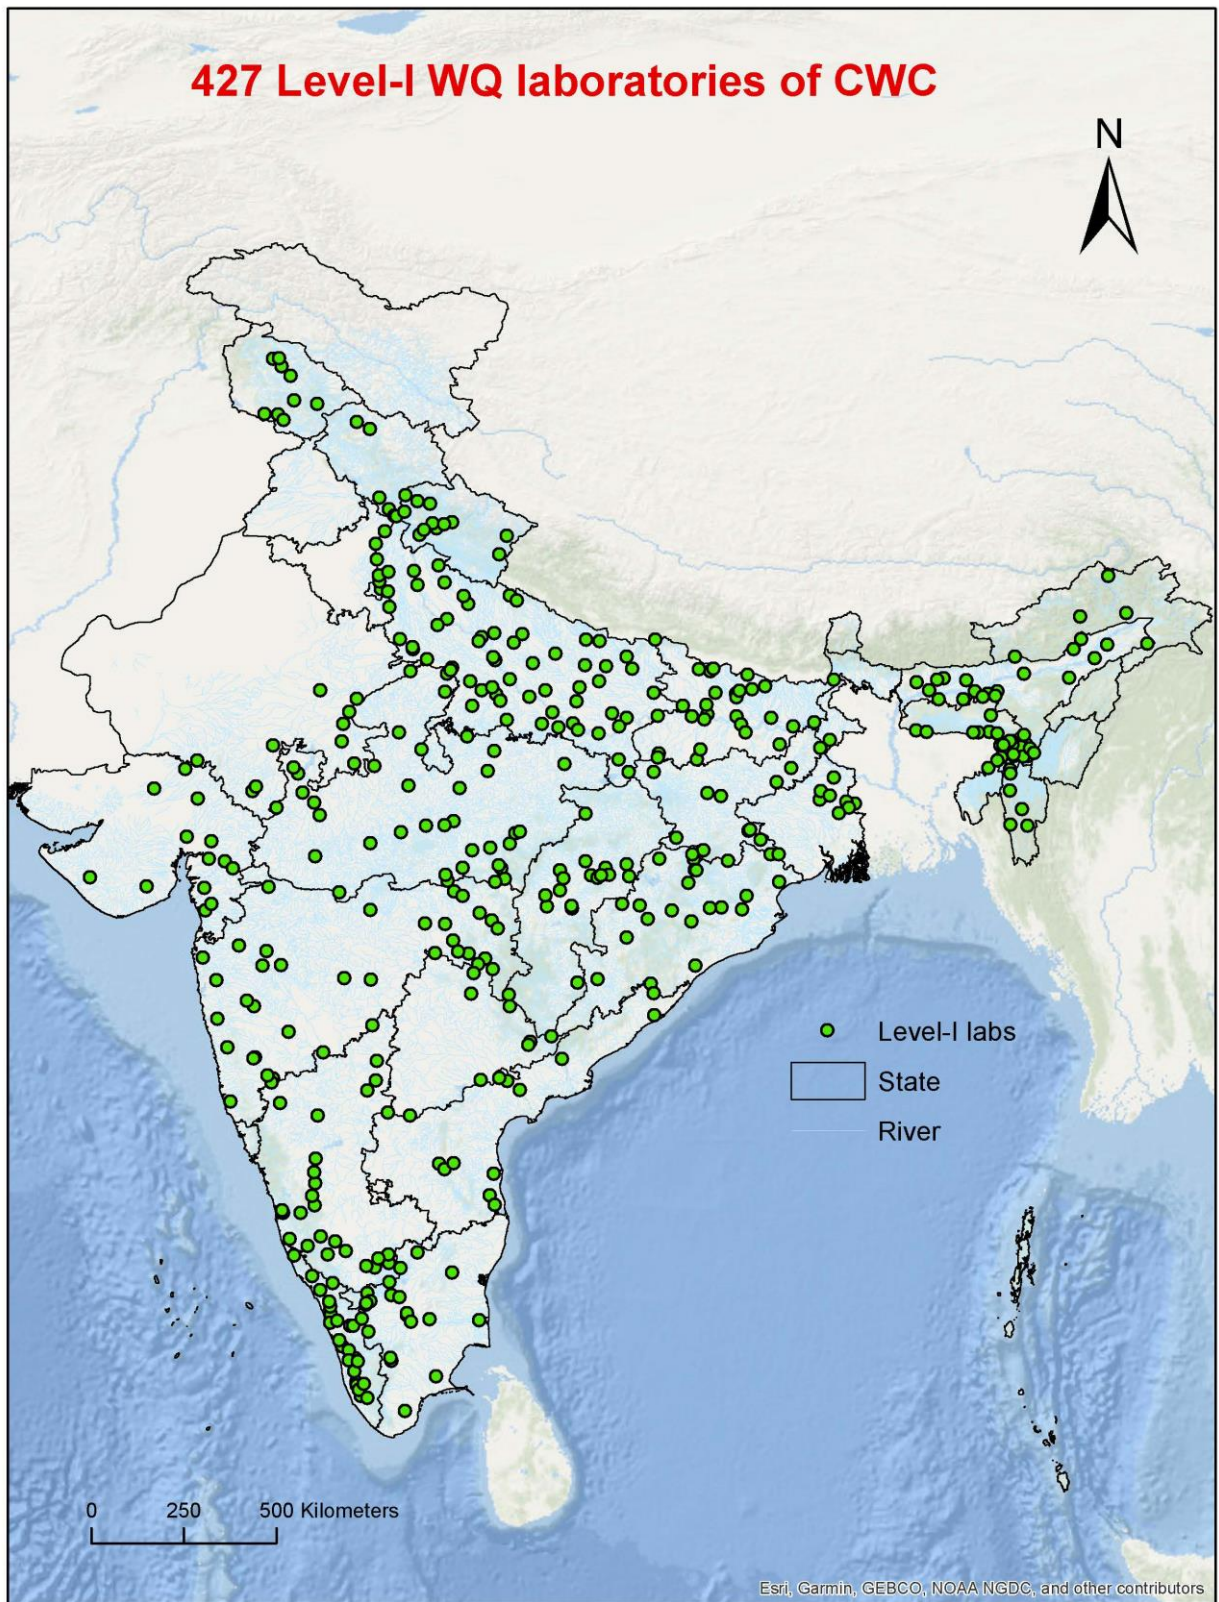 427 Level-I WQ laboratories of CWC
N
Level-I labs
State
River
0 250 500 Kilometers
Esri, Garmin, GEBCO, NOAA NGDC, and other contributors